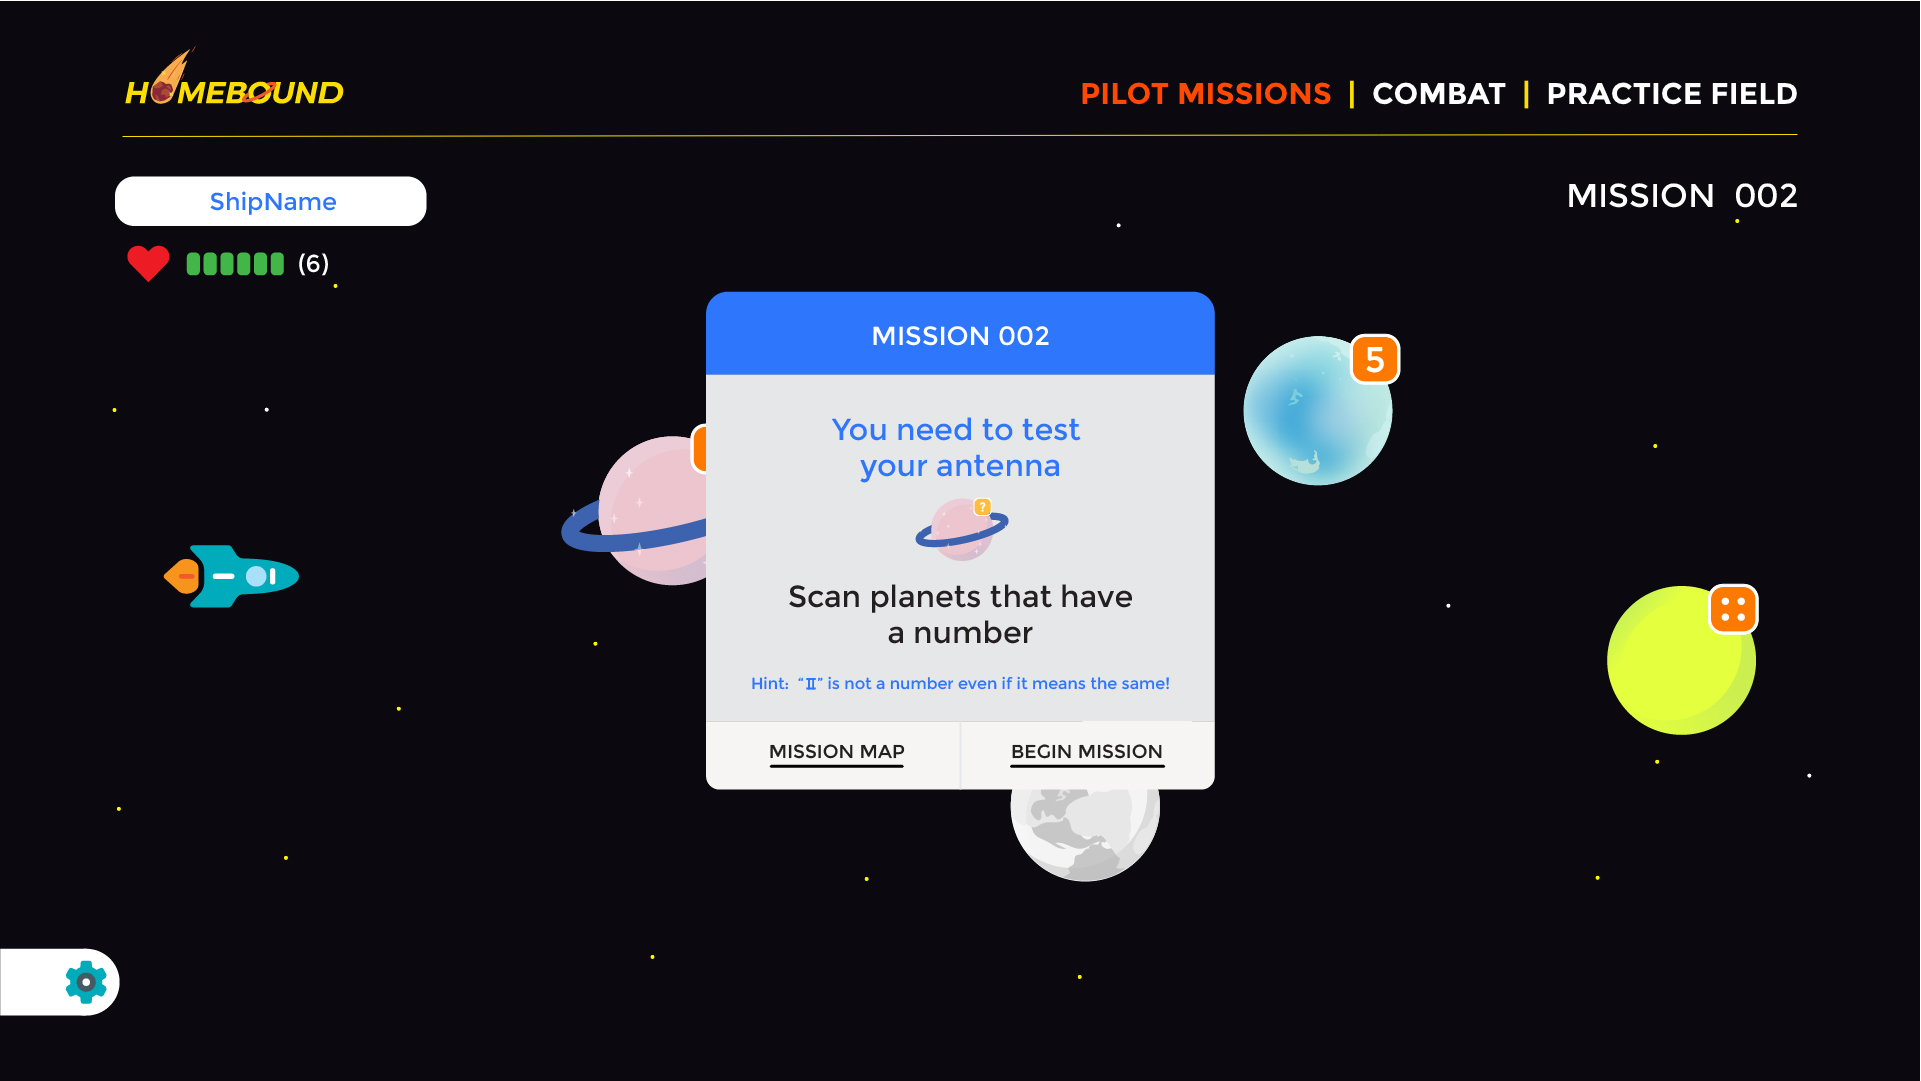 HOMEBOUND
PILOT MISSIONS | COMBAT | PRACTICE FIELD
ShipName
MISSION 002
(6)
MISSION 002
5
You need to test
your antenna
?
Scan planets that have
a number
Hint: “II” is not a number even if it means the same!
MISSION MAP
BEGIN MISSION